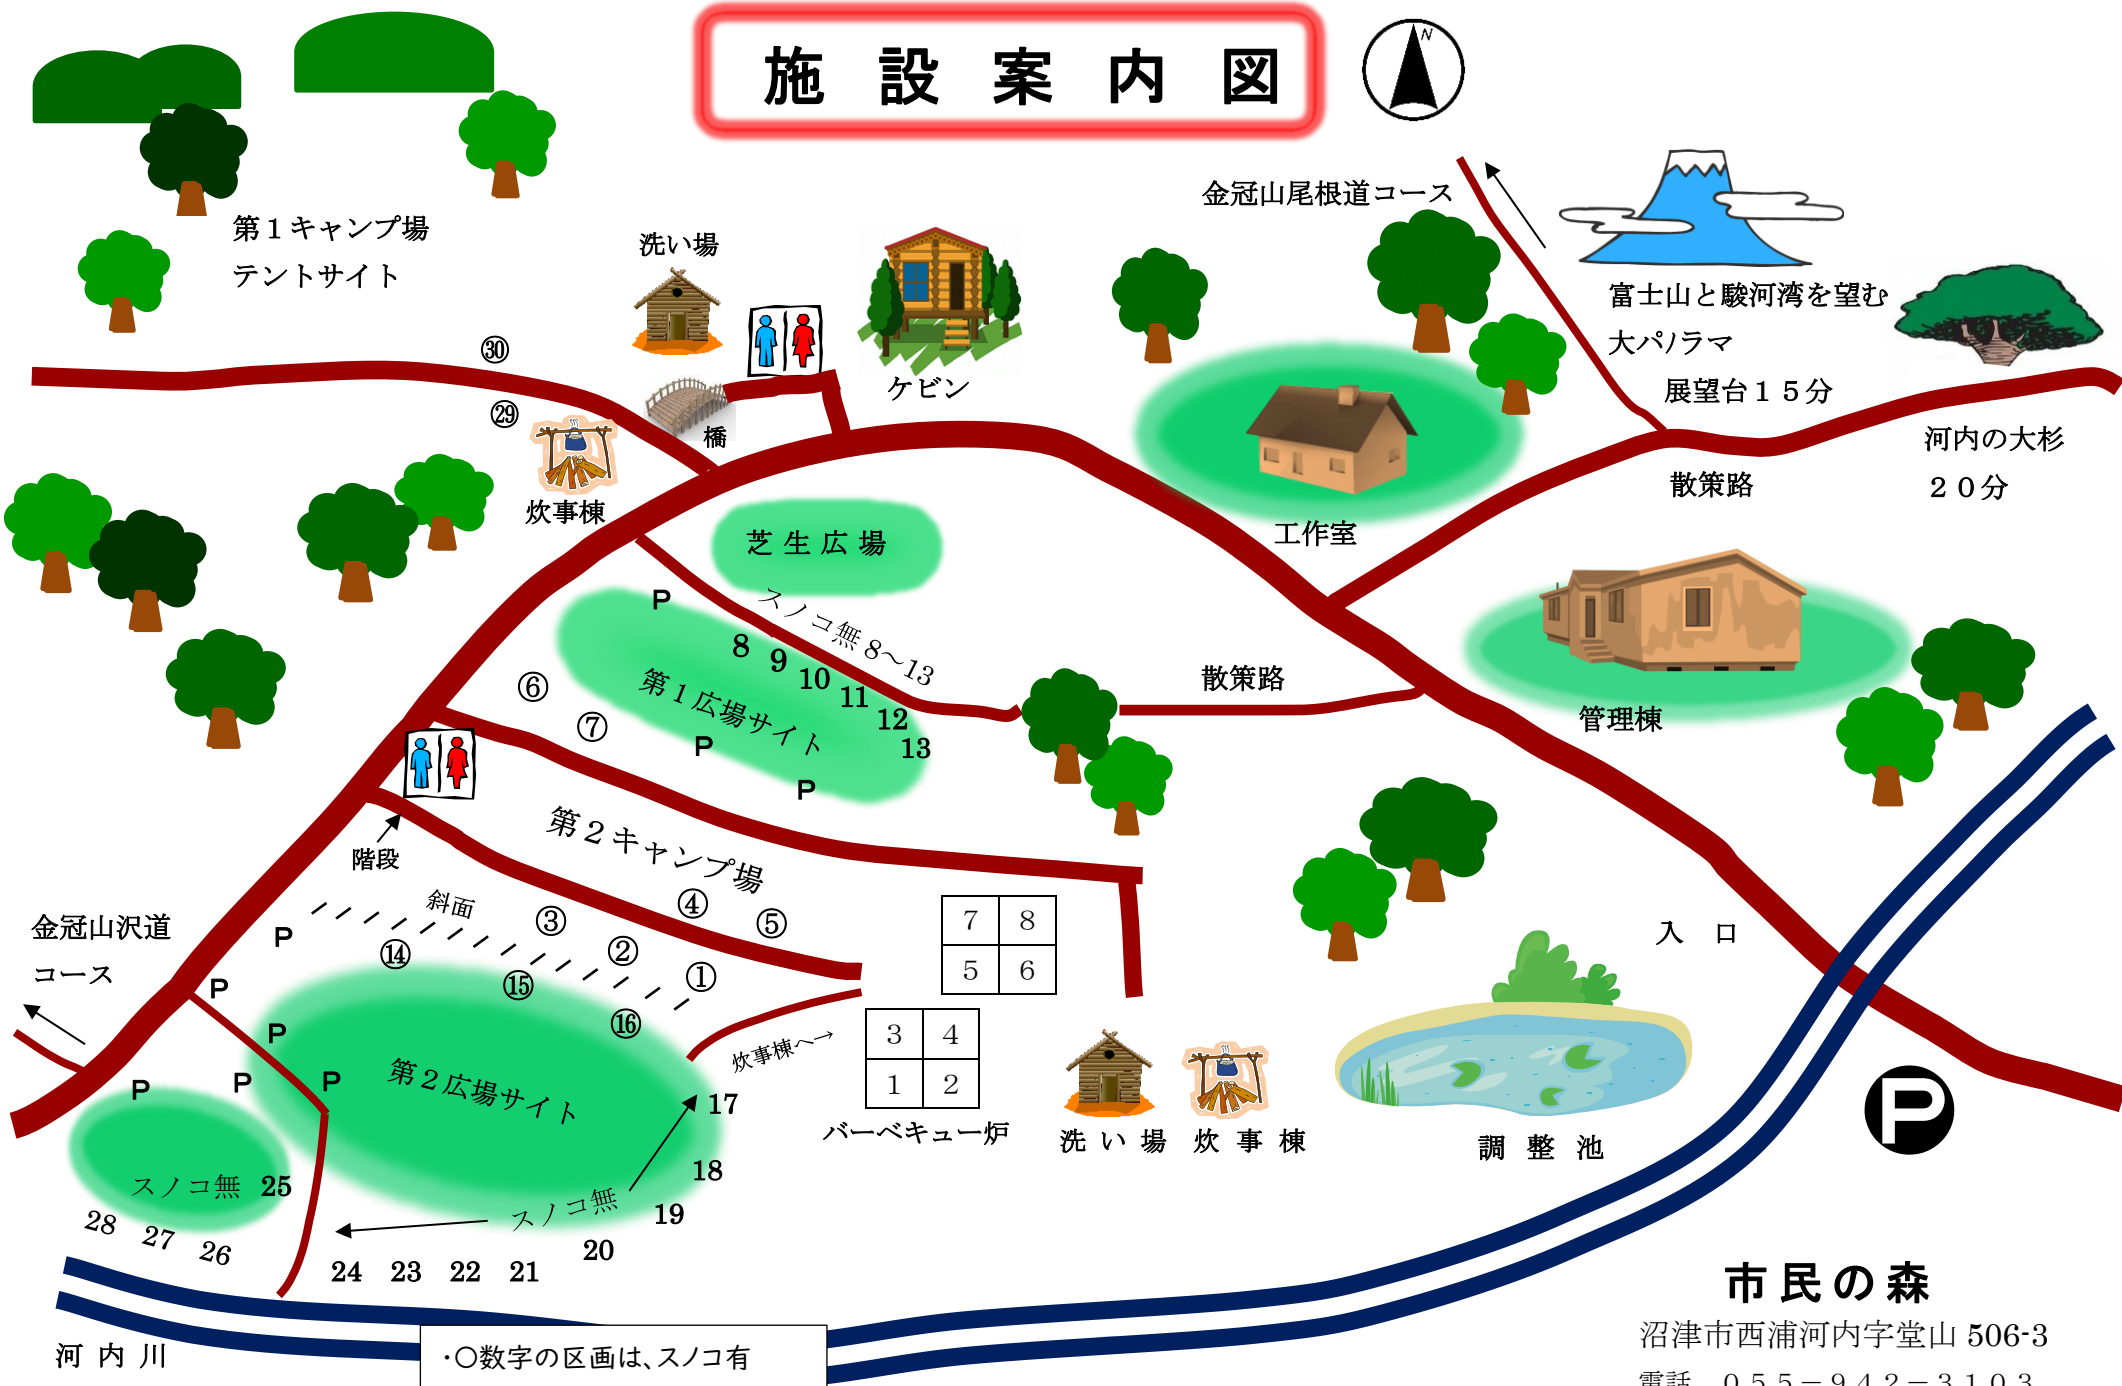 施設案内図
N
金冠山尾根道コース
第１キャンプ場
テントサイト
洗い場
富士山と駿河湾を望む
大パノラマ
展望台１５分
㉚
㉙
ケビン
橋
河内の大杉
２０分
散策路
炊事棟
工作室
芝生広場
P
スノコ無 8～13
8
9
10
11
12
13
第１広場サイト
P
P
⑥
⑦
散策路
管理棟
階段
第２キャンプ場
斜面
③
④
⑤
②
①
⑭
⑮
⑯
7 8
5 6
3 4
1 2
バーベキュー炉
炊事棟へ→
金冠山沢道
コース
P
P
P
P
P
P
第２広場サイト
入口
洗い場
炊事棟
調整池
P
17
18
19
20
21
22
23
24
スノコ無
スノコ無
25
26
27
28
河内川
・〇数字の区画は、スノコ有
市民の森
沼津市西浦河内字堂山 506-3
電話 ０５５－９４２－３１０３